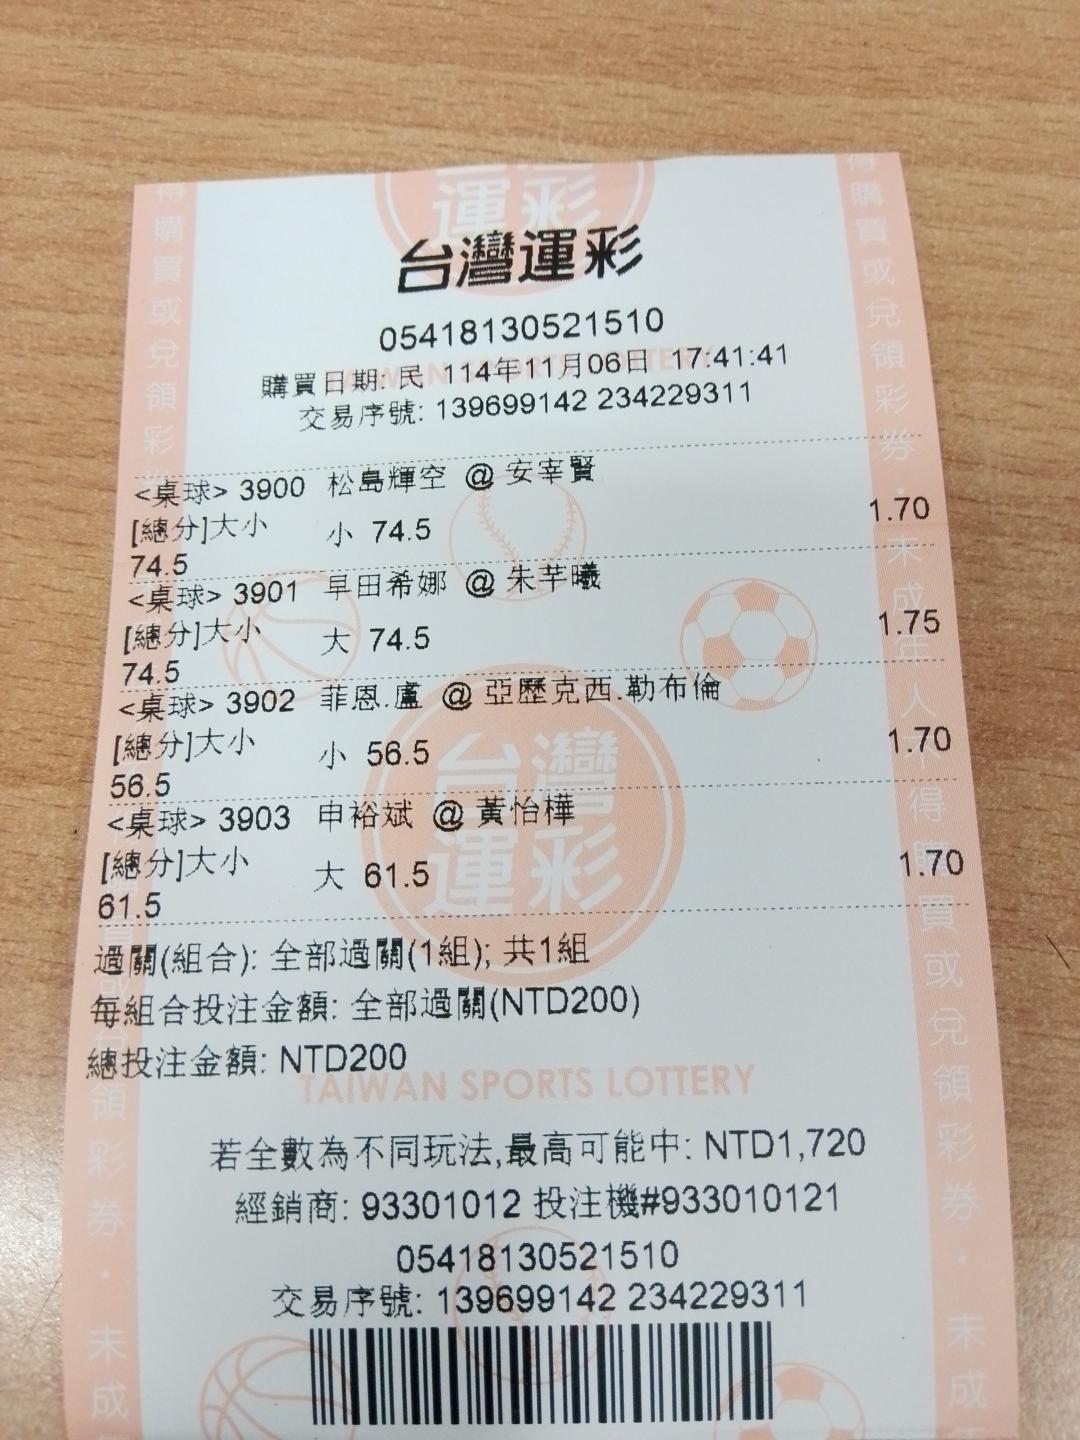 台灣運彩
05418130521510
購買日期: 民 114年11月06日 17:41:41
交易序號: 139699142 234229311
<桌球> 3900 松島輝空 @ 安宰賢
[總分]大小 小 74.5 1.70
74.5
<桌球> 3901 早田希娜 @ 朱芊曦
[總分]大小 大 74.5 1.75
74.5
<桌球> 3902 菲恩.盧 @ 亞歷克西.勒布倫
[總分]大小 小 56.5 1.70
56.5
<桌球> 3903 申裕斌 @ 黃怡樺
[總分]大小 大 61.5 1.70
61.5
過關(組合): 全部過關(1組); 共1組
每組合投注金額: 全部過關(NTD200)
總投注金額: NTD200
TAIWAN SPORTS LOTTERY
若全數為不同玩法,最高可能中: NTD1,720
經銷商: 93301012 投注機#933010121
05418130521510
交易序號: 139699142 234229311